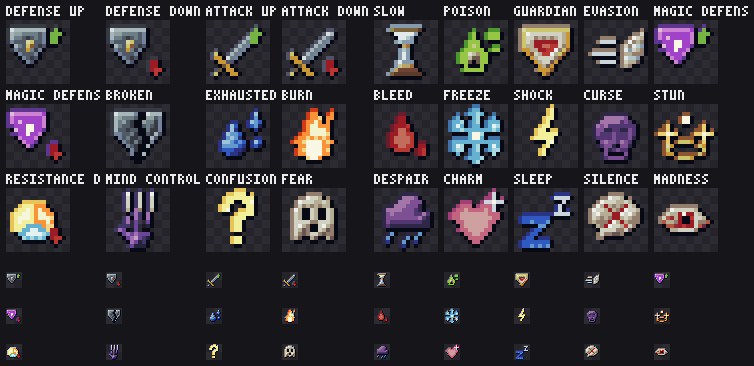 DEFENSE UP DEFENSE DOWN ATTACK UP ATTACK DOWN SLOW POISON GUARDIAN EVASION MAGIC DEFENS
MAGIC DEFENS BROKEN EXHAUSTED BURN BLEED FREEZE SHOCK CURSE STUN
RESISTANCE D MIND CONTROL CONFUSION FEAR DESPAIR CHARM SLEEP SILENCE MADNESS